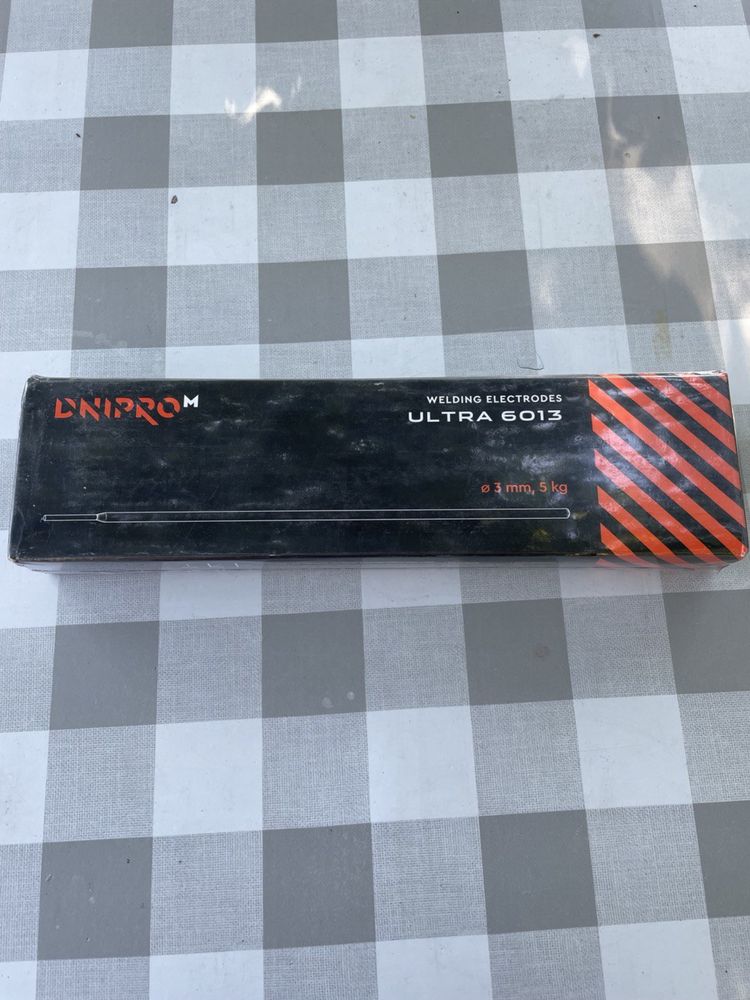 DNIPRO M
WELDING ELECTRODES
ULTRA 6013
ø 3 mm, 5 kg